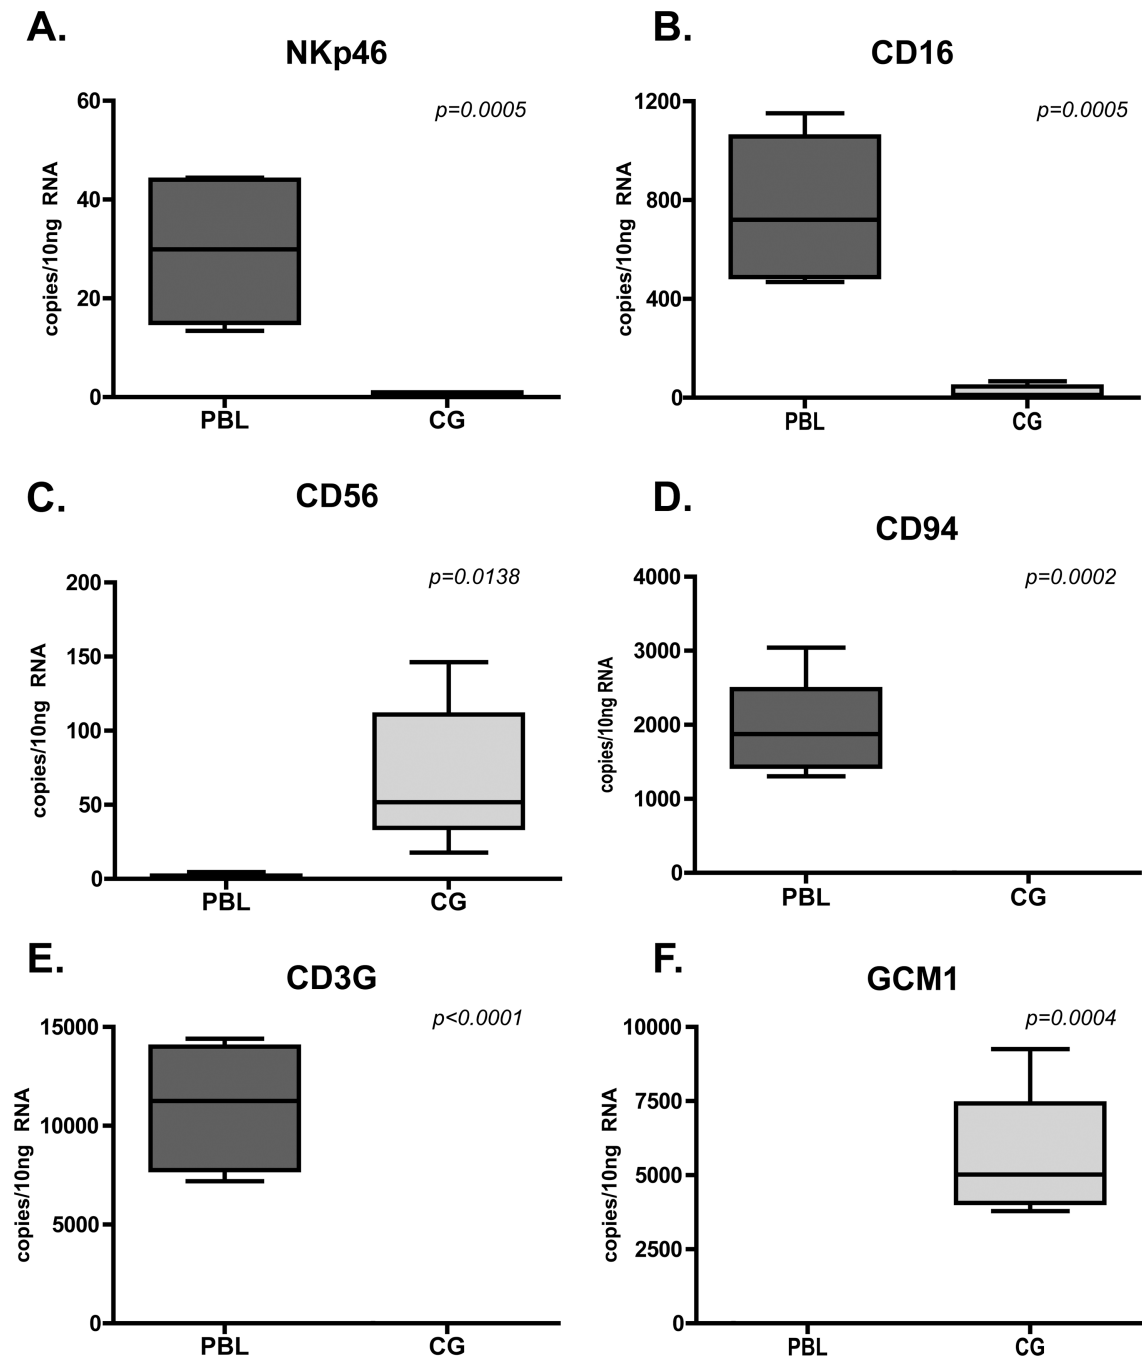 A.
NKp46
p=0.0005
copies/10ng RNA
60
40
20
0
PBL
CG
B.
CD16
p=0.0005
copies/10ng RNA
1200
800
400
0
PBL
CG
C.
CD56
p=0.0138
copies/10ng RNA
200
150
100
50
0
PBL
CG
D.
CD94
p=0.0002
copies/10ng RNA
4000
3000
2000
1000
0
PBL
CG
E.
CD3G
p<0.0001
copies/10ng RNA
15000
10000
5000
0
PBL
CG
F.
GCM1
p=0.0004
copies/10ng RNA
10000
7500
5000
2500
0
PBL
CG